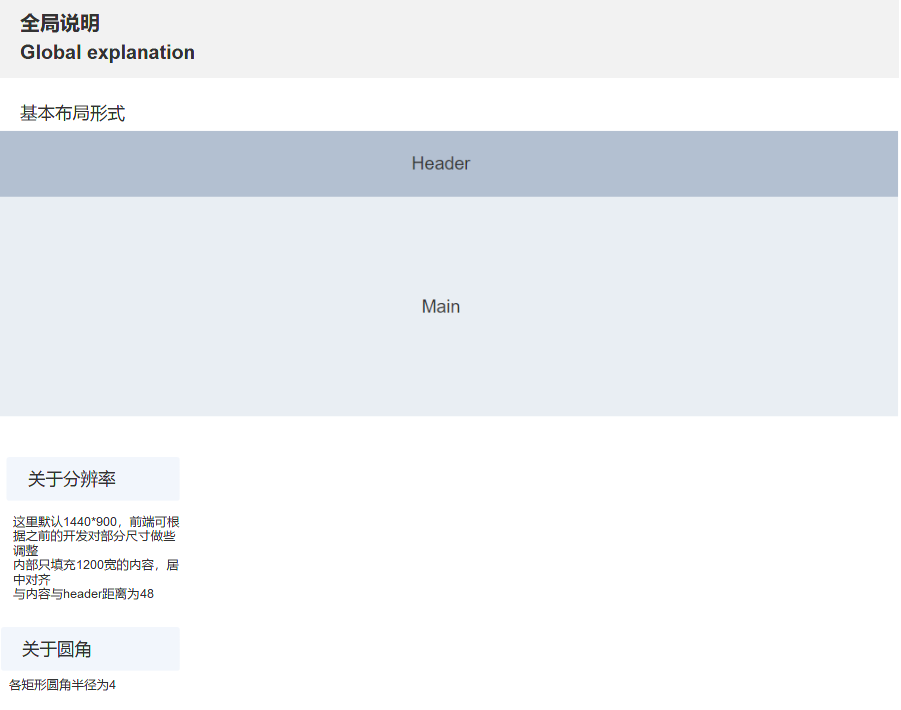 全局说明
Global explanation
基本布局形式
Header
Main
关于分辨率
这里默认1440*900，前端可根
据之前的开发对部分尺寸做些
调整
内部只填充1200宽的内容，居
中对齐
与内容与header距离为48
关于圆角
各矩形圆角半径为4